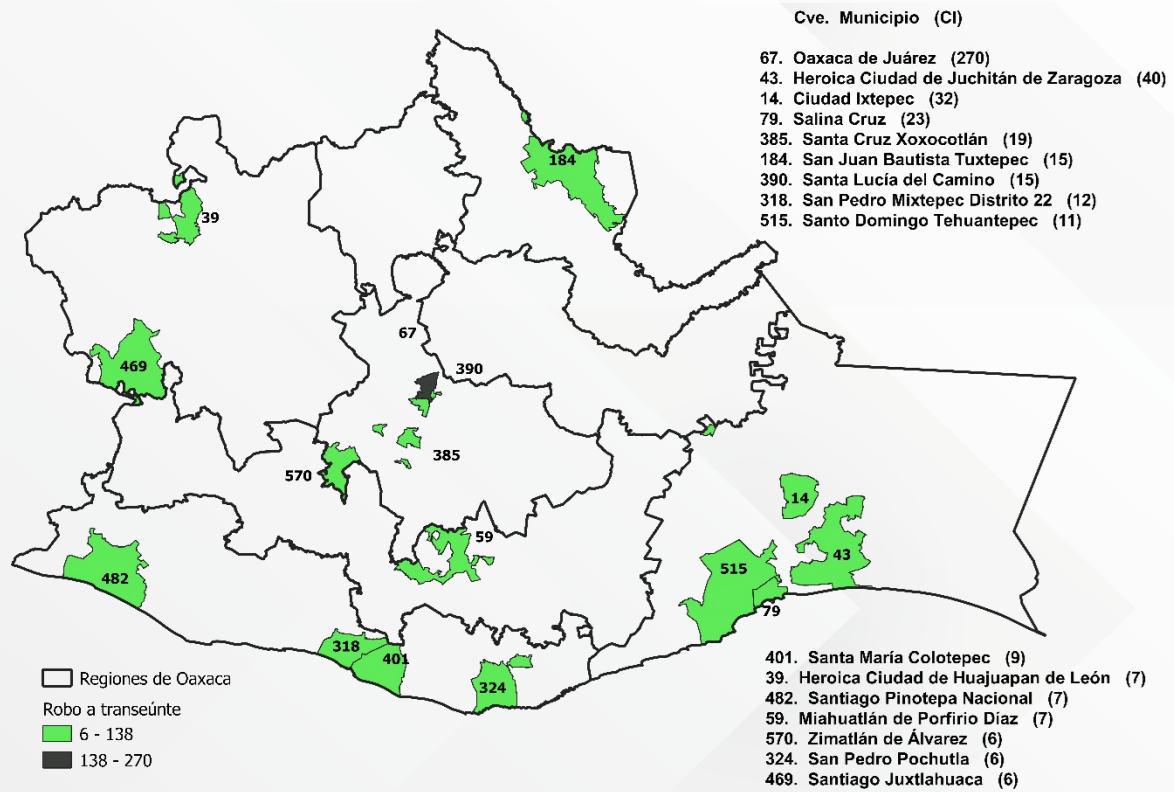 Cve. Municipio (CI)
67. Oaxaca de Juárez (270)
43. Heroica Ciudad de Juchitán de Zaragoza (40)
14. Ciudad Ixtepec (32)
79. Salina Cruz (23)
385. Santa Cruz Xoxocotlán (19)
184. San Juan Bautista Tuxtepec (15)
390. Santa Lucía del Camino (15)
318. San Pedro Mixtepec Distrito 22 (12)
515. Santo Domingo Tehuantepec (11)
184
39
67
469
390
385
570
14
59
43
515
482
79
318
401
324
Regiones de Oaxaca
Robo a transeúnte
6 - 138
138 - 270
401. Santa María Colotepec (9)
39. Heroica Ciudad de Huajuapan de León (7)
482. Santiago Pinotepa Nacional (7)
59. Miahuatlán de Porfirio Díaz (7)
570. Zimatlán de Álvarez (6)
324. San Pedro Pochutla (6)
469. Santiago Juxtlahuaca (6)